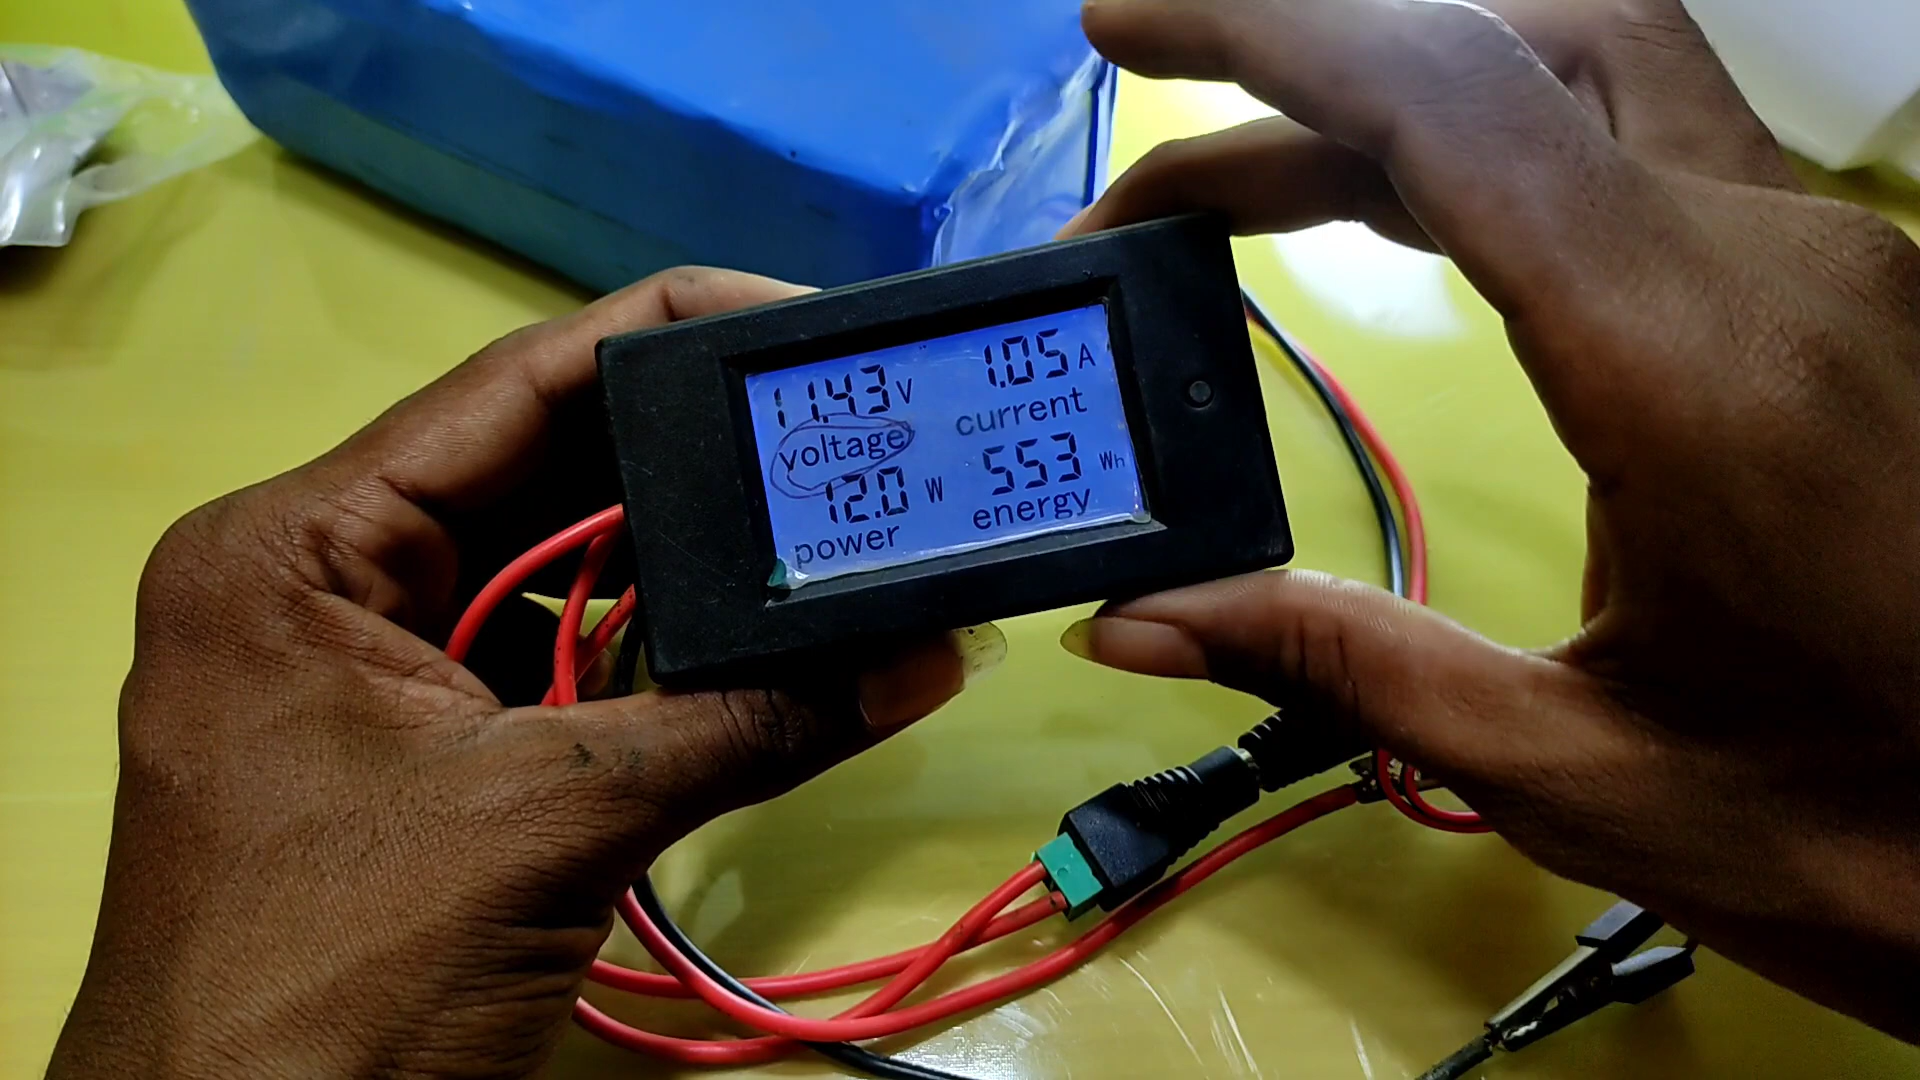 11.43 V 1.05 A
voltage current
12.0 W 553 Wh
power energy